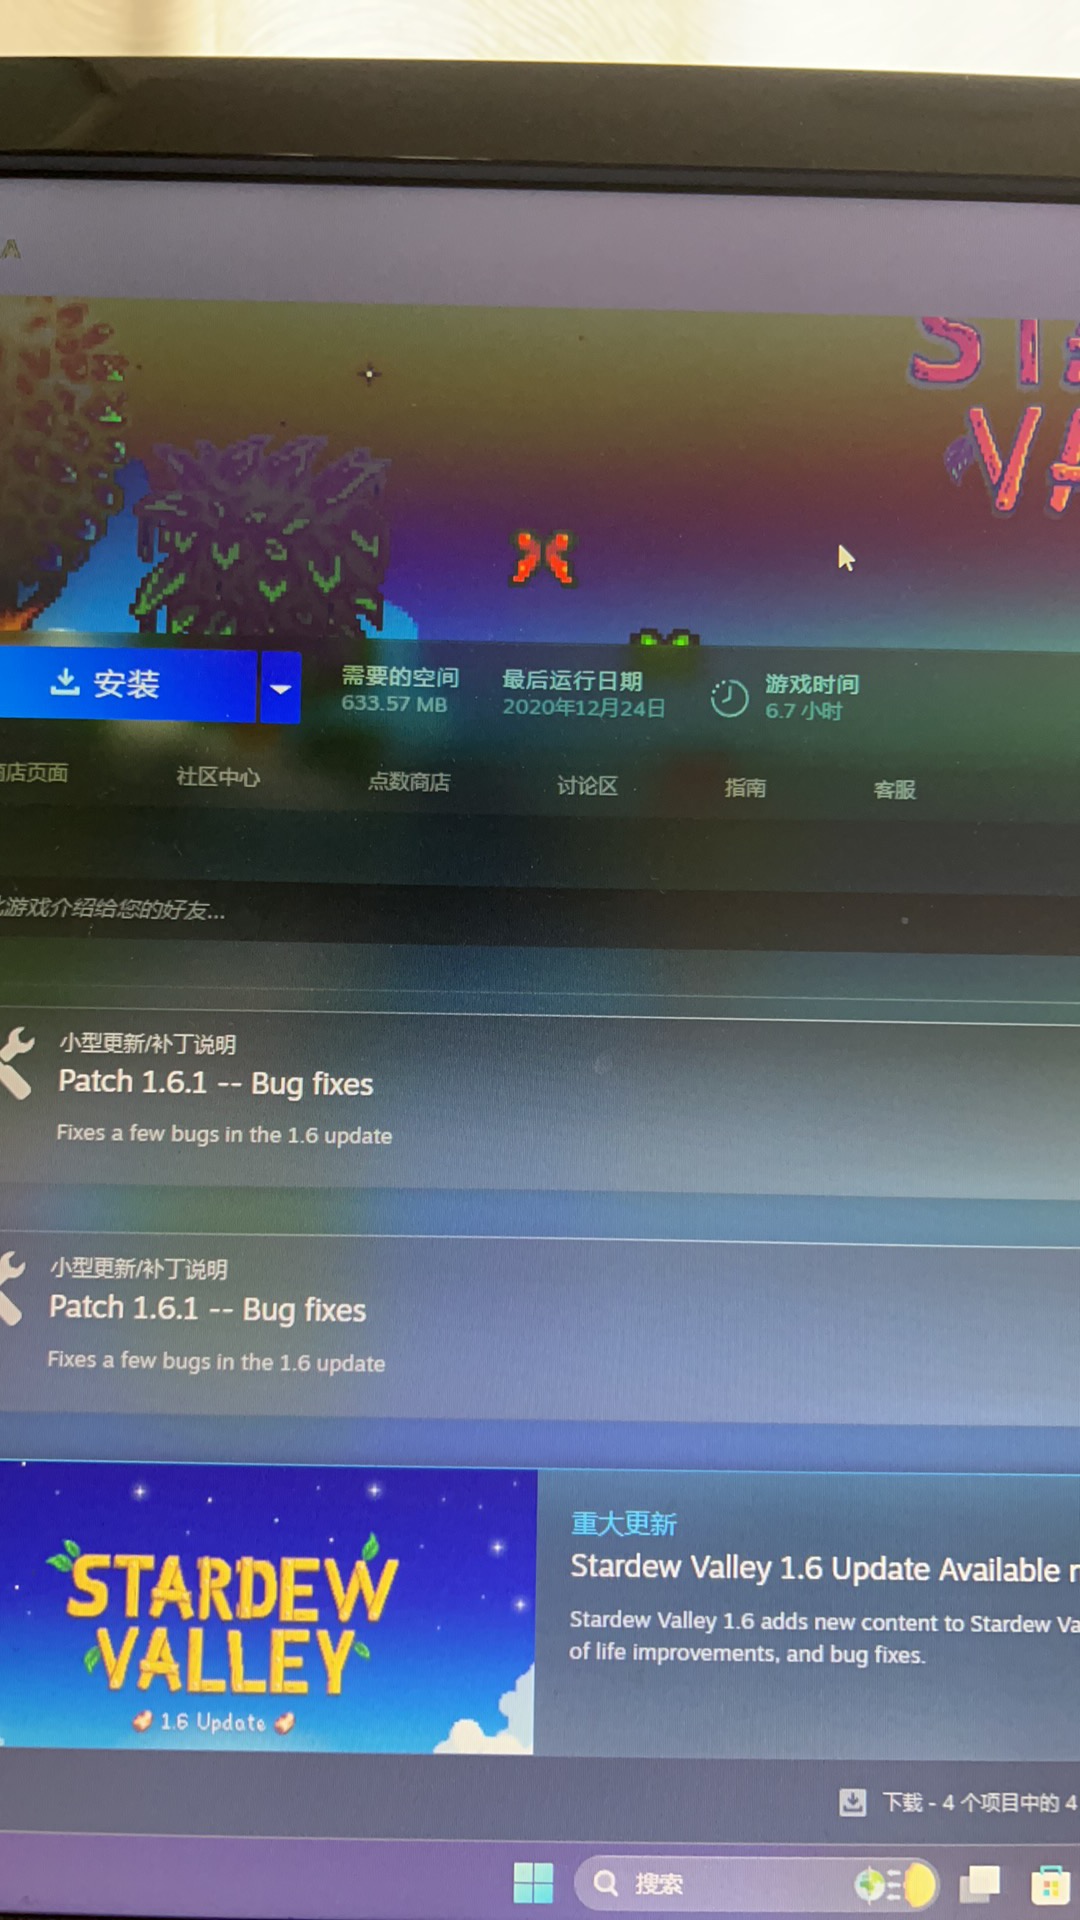 ST
VA
安装
需要的空间
633.57 MB
最后运行日期
2020年12月24日
游戏时间
6.7 小时
店页面
社区中心
点数商店
讨论区
指南
客服
游戏介绍给您的好友...
小型更新/补丁说明
Patch 1.6.1 -- Bug fixes
Fixes a few bugs in the 1.6 update
小型更新/补丁说明
Patch 1.6.1 -- Bug fixes
Fixes a few bugs in the 1.6 update
STARDEW
VALLEY
1.6 Update
重大更新
Stardew Valley 1.6 Update Available
Stardew Valley 1.6 adds new content to Stardew Va
of life improvements, and bug fixes.
下载 - 4 个项目中的 4
搜索